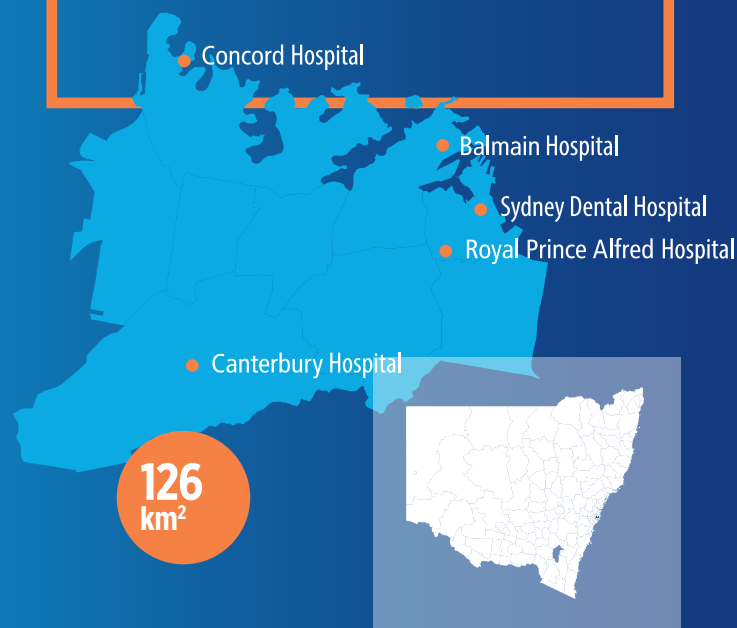 Concord Hospital
Balmain Hospital
Sydney Dental Hospital
Royal Prince Alfred Hospital
Canterbury Hospital
126
km²